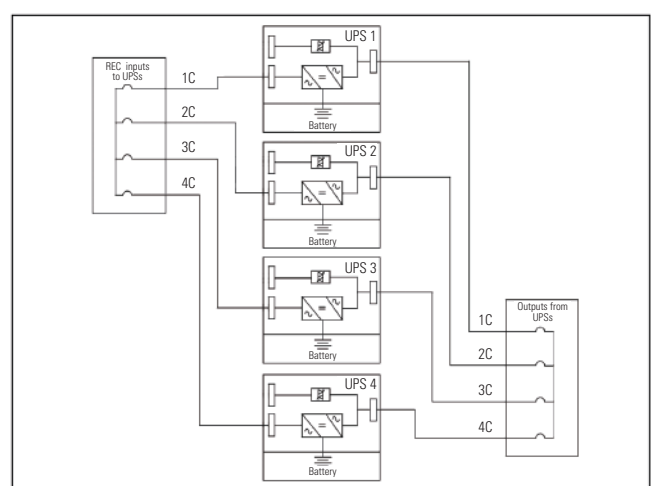 REC inputs
to UPSs
1C
2C
3C
4C
UPS 1
Battery
UPS 2
Battery
UPS 3
Battery
UPS 4
Battery
Outputs from
UPSs
1C
2C
3C
4C